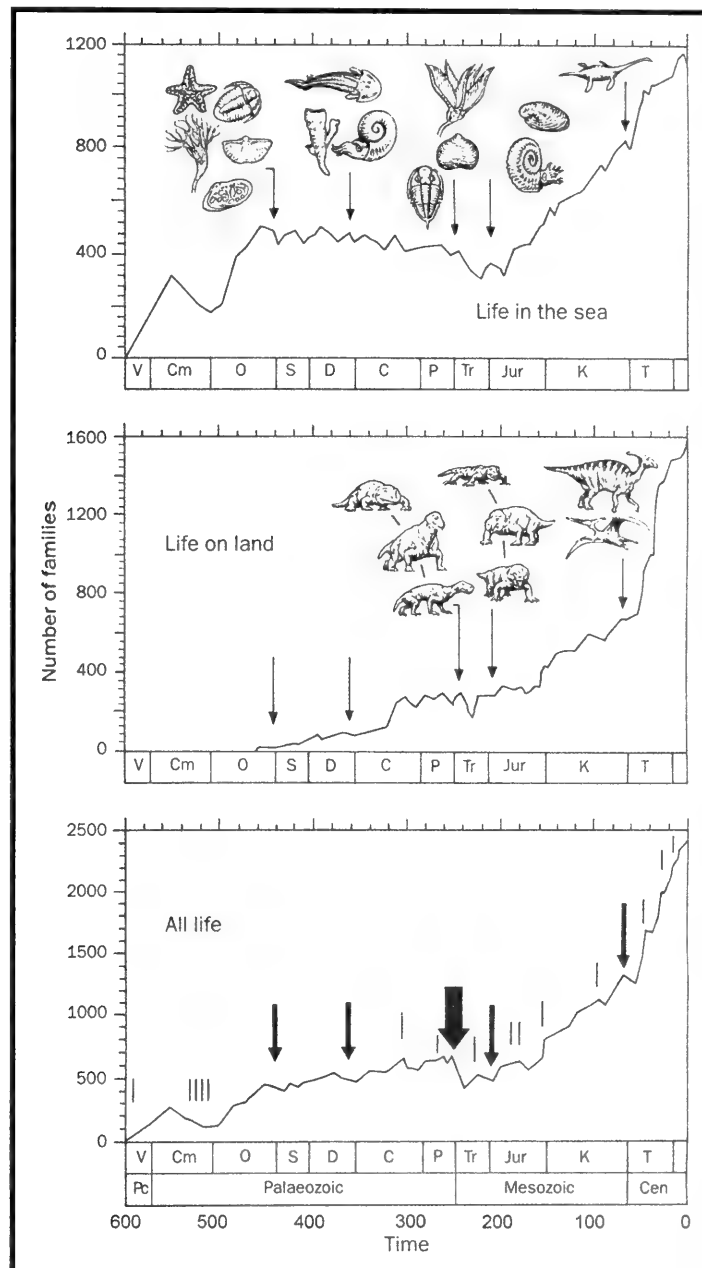 1200
800
400
0
Life in the sea
V Cm O S D C P Tr Jur K T
1600
1200
800
400
0
Life on land
Number of families
V Cm O S D C P Tr Jur K T
2500
2000
1500
1000
500
0
All life
V Cm O S D C P Tr Jur K T
Pc Palaeozoic Mesozoic Cen
600 500 400 300 200 100 0
Time